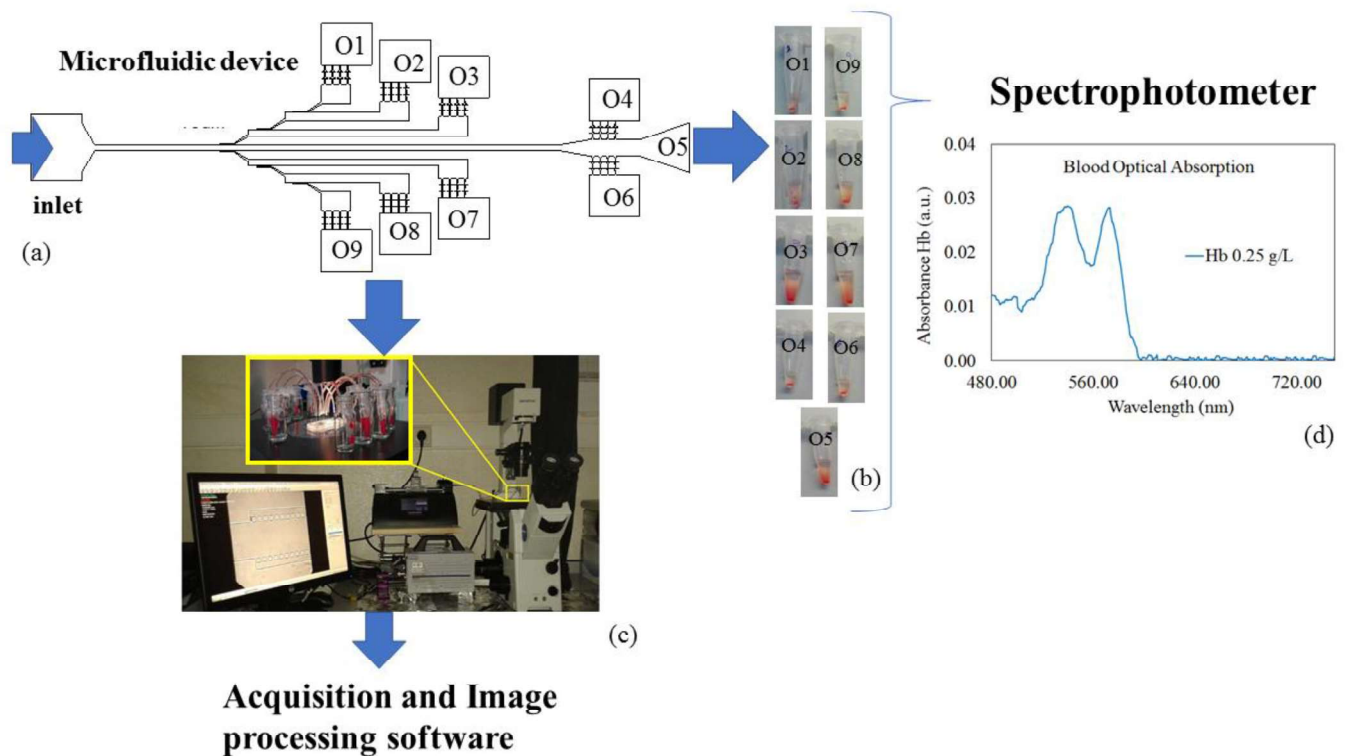 Microfluidic device
inlet
O1
O2
O3
O4
O5
O6
O7
O8
O9
(a)
O1
O9
O2
O8
O3
O7
O4
O6
O5
(b)
Spectrophotometer
Blood Optical Absorption
Hb 0.25 g/L
Absorbance Hb (a.u.)
0.04
0.03
0.02
0.01
0.00
480.00
560.00
640.00
720.00
Wavelength (nm)
(d)
(c)
Acquisition and Image
processing software